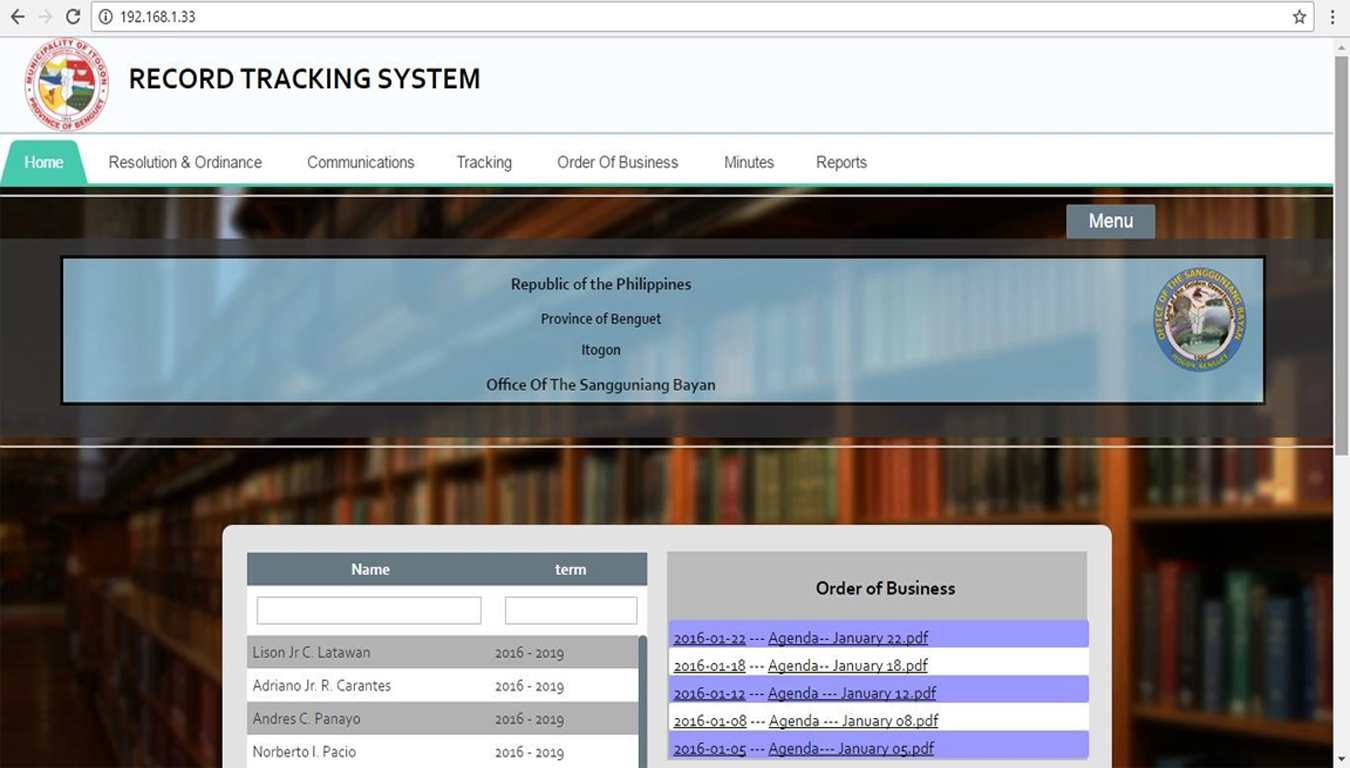 192.168.1.33
MUNICIPALITY OF ITOGON
PROVINCE OF BENGUET
RECORD TRACKING SYSTEM
Home
Resolution & Ordinance
Communications
Tracking
Order Of Business
Minutes
Reports
Menu
Republic of the Philippines
Province of Benguet
Itogon
Office Of The Sangguniang Bayan
OFFICE OF THE SANGGUNIANG BAYAN
ITOGON, BENGUET
Name term
Lison Jr C. Latawan 2016 - 2019
Adriano Jr. R. Carantes 2016 - 2019
Andres C. Panayo 2016 - 2019
Norberto I. Pacio 2016 - 2019
Order of Business
2016-01-22 --- Agenda-- January 22.pdf
2016-01-18 --- Agenda-- January 18.pdf
2016-01-12 --- Agenda --- January 12.pdf
2016-01-08 --- Agenda --- January 08.pdf
2016-01-05 --- Agenda--- January 05.pdf